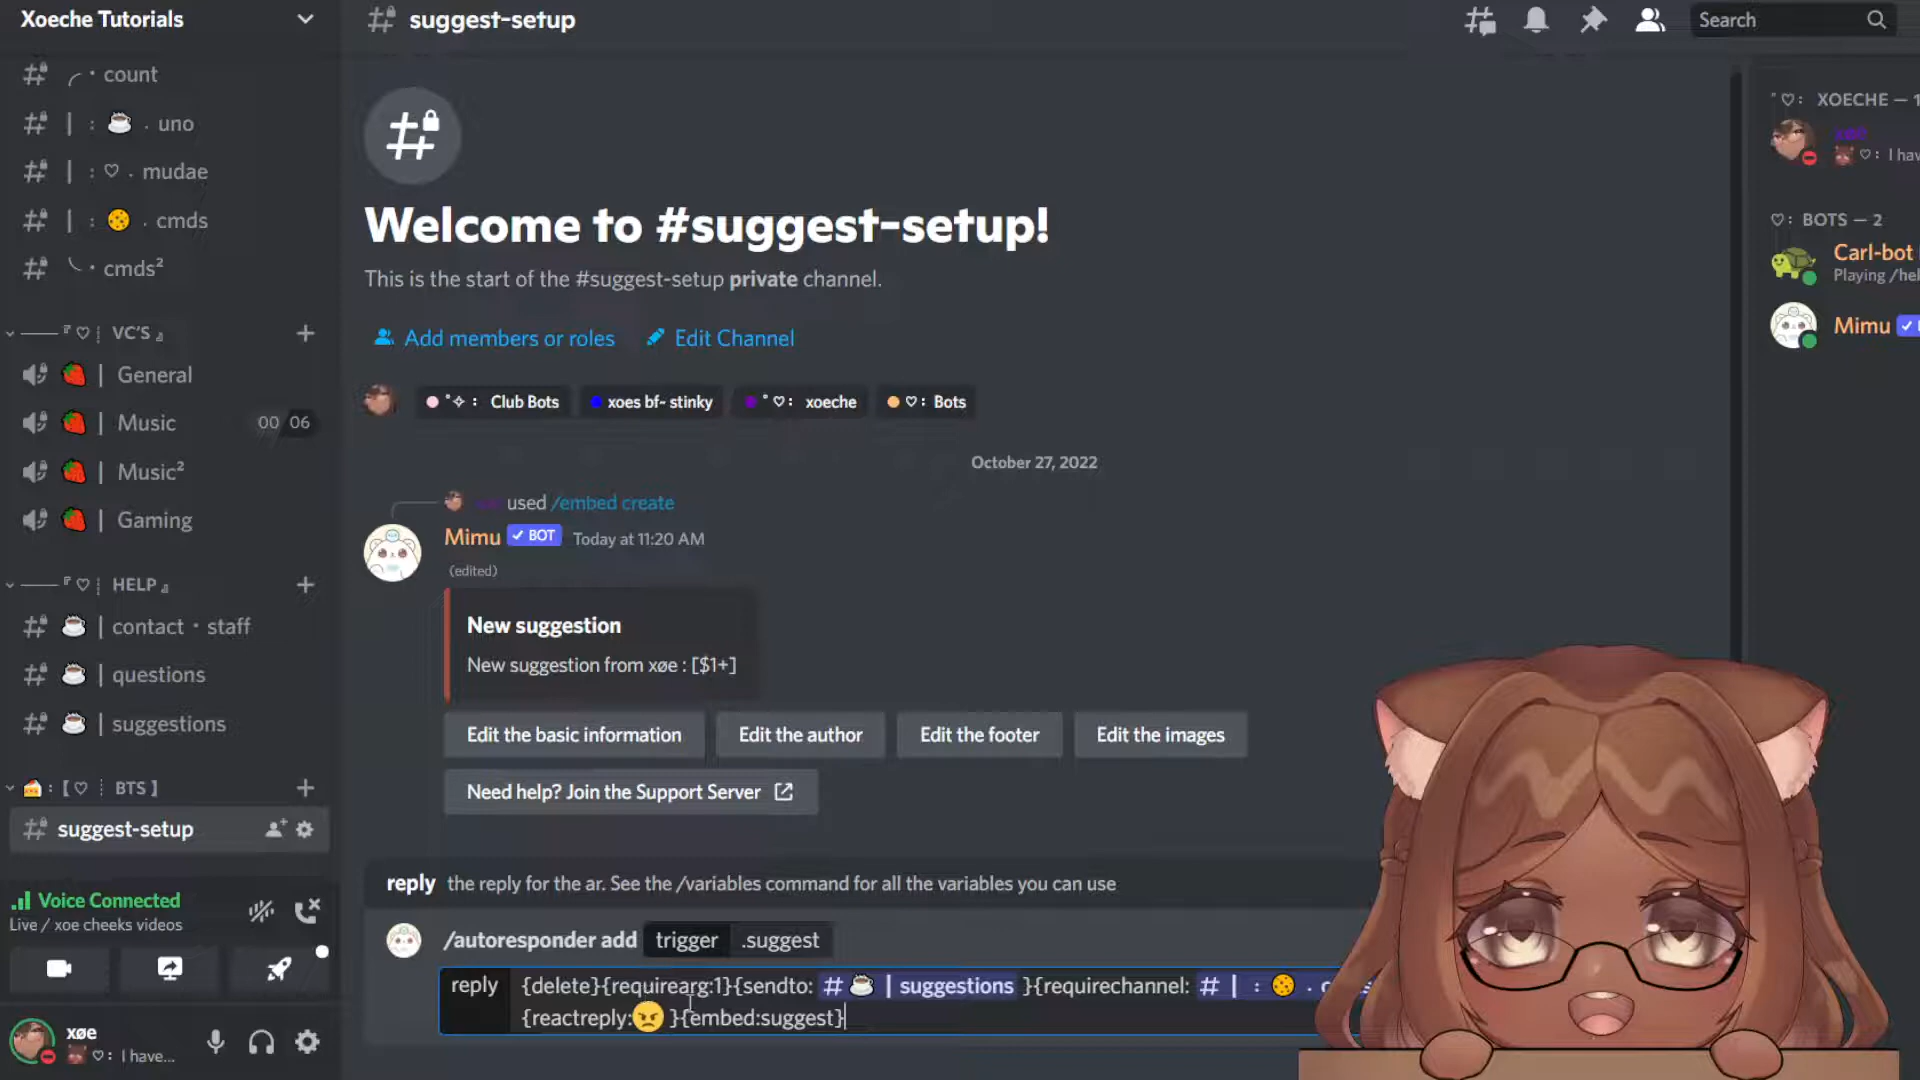 Xoeche Tutorials
count
uno
mudae
cmds
cmds²
VC'S
General
Music
00 06
Music²
Gaming
HELP
contact・staff
questions
suggestions
BTS
suggest-setup
Voice Connected
Live / xoe cheeks videos
xøe
I have...
suggest-setup
Search
Welcome to #suggest-setup!
This is the start of the #suggest-setup private channel.
Add members or roles
Edit Channel
Club Bots
xoes bf- stinky
xoeche
Bots
October 27, 2022
used /embed create
Mimu BOT Today at 11:20 AM
(edited)
New suggestion
New suggestion from xøe : [$1+]
Edit the basic information
Edit the author
Edit the footer
Edit the images
Need help? Join the Support Server
reply the reply for the ar. See the /variables command for all the variables you can use
/autoresponder add trigger .suggest
reply {delete}{requirearg:1}{sendto: # ☕ | suggestions }{requirechannel: # | : 🍪 .
{reactreply:😠 }{embed:suggest}
XOECHE — 1
xøe
I hav
BOTS — 2
Carl-bot
Playing /hel
Mimu